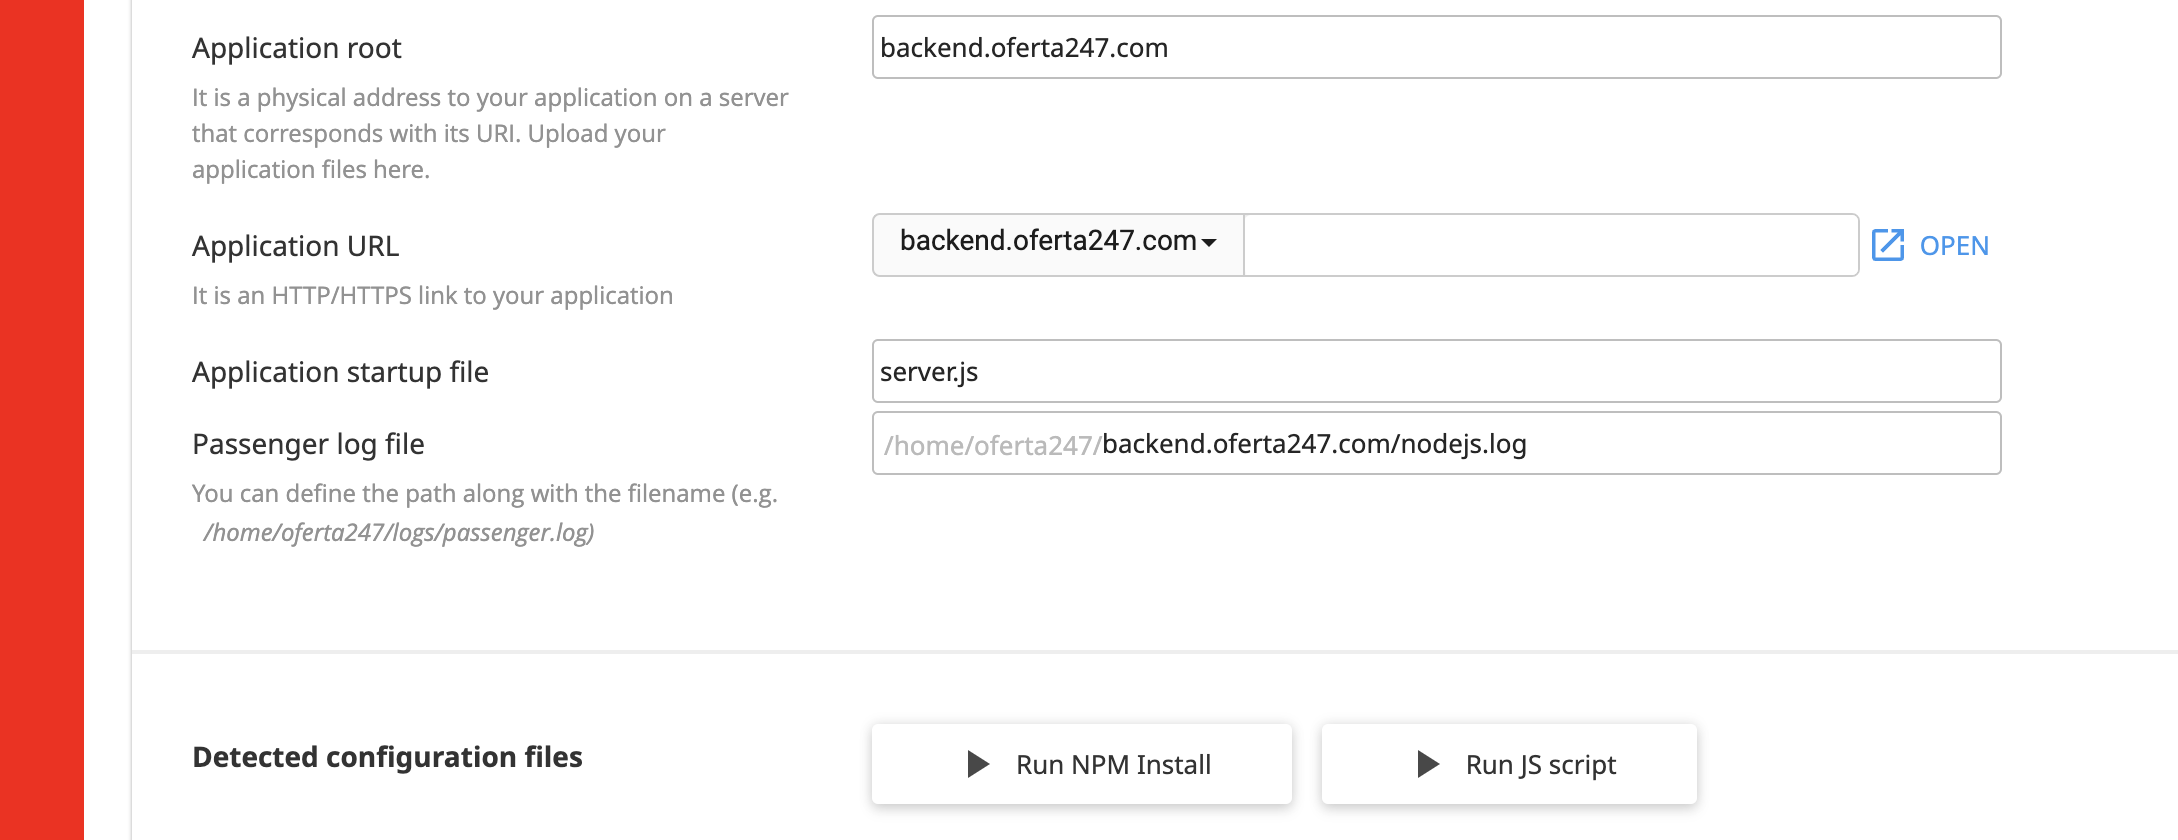 Application root
backend.oferta247.com
It is a physical address to your application on a server
that corresponds with its URI. Upload your
application files here.
Application URL
backend.oferta247.com
OPEN
It is an HTTP/HTTPS link to your application
Application startup file
server.js
Passenger log file
/home/oferta247/backend.oferta247.com/nodejs.log
You can define the path along with the filename (e.g.
/home/oferta247/logs/passenger.log)
Detected configuration files
Run NPM Install
Run JS script